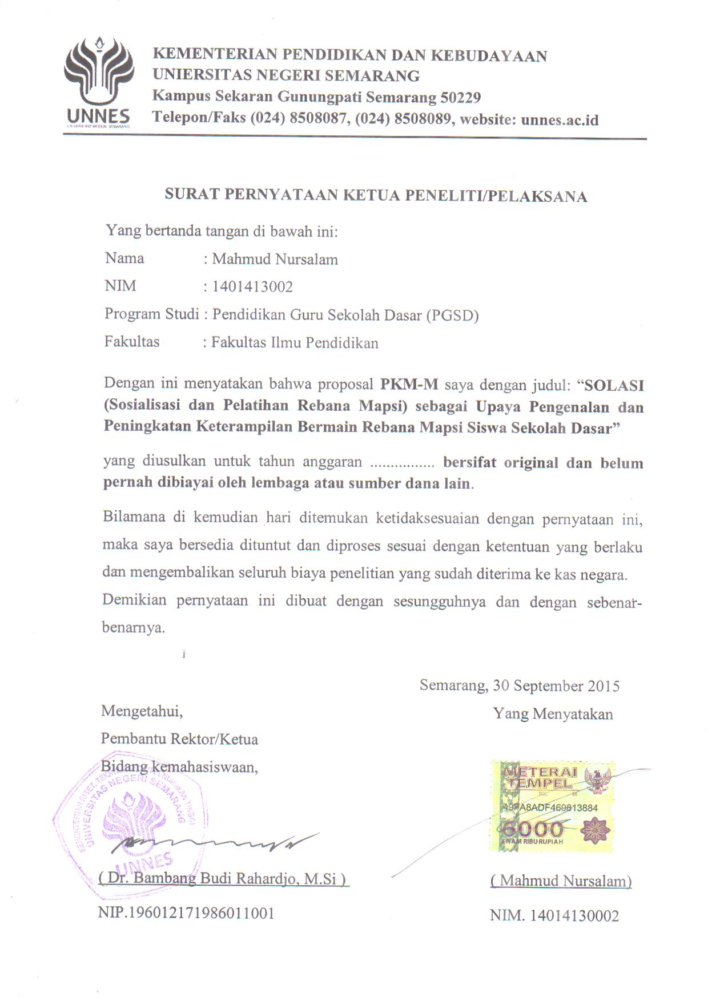 KEMENTERIAN PENDIDIKAN DAN KEBUDAYAAN
UNIERSITAS NEGERI SEMARANG
Kampus Sekaran Gunungpati Semarang 50229
Telepon/Faks (024) 8508087, (024) 8508089, website: unnes.ac.id
UNNES
UNIVERSITAS NEGERI SEMARANG
SURAT PERNYATAAN KETUA PENELITI/PELAKSANA
Yang bertanda tangan di bawah ini:
Nama : Mahmud Nursalam
NIM : 1401413002
Program Studi : Pendidikan Guru Sekolah Dasar (PGSD)
Fakultas : Fakultas Ilmu Pendidikan
Dengan ini menyatakan bahwa proposal PKM-M saya dengan judul: “SOLASI
(Sosialisasi dan Pelatihan Rebana Mapsi) sebagai Upaya Pengenalan dan
Peningkatan Keterampilan Bermain Rebana Mapsi Siswa Sekolah Dasar”
yang diusulkan untuk tahun anggaran ................ bersifat original dan belum
pernah dibiayai oleh lembaga atau sumber dana lain.
Bilamana di kemudian hari ditemukan ketidaksesuaian dengan pernyataan ini,
maka saya bersedia dituntut dan diproses sesuai dengan ketentuan yang berlaku
dan mengembalikan seluruh biaya penelitian yang sudah diterima ke kas negara.
Demikian pernyataan ini dibuat dengan sesungguhnya dan dengan sebenar-
benarnya.
Semarang, 30 September 2015
Mengetahui,
Yang Menyatakan
Pembantu Rektor/Ketua
Bidang kemahasiswaan,
UNIVERSITAS NEGERI SEMARANG
UNNES
METERAI
TEMPEL
TGL. 20
49FA8ADF469813884
6000
ENAM RIBU RUPIAH
( Dr. Bambang Budi Rahardjo, M.Si )
( Mahmud Nursalam)
NIP.196012171986011001
NIM. 14014130002